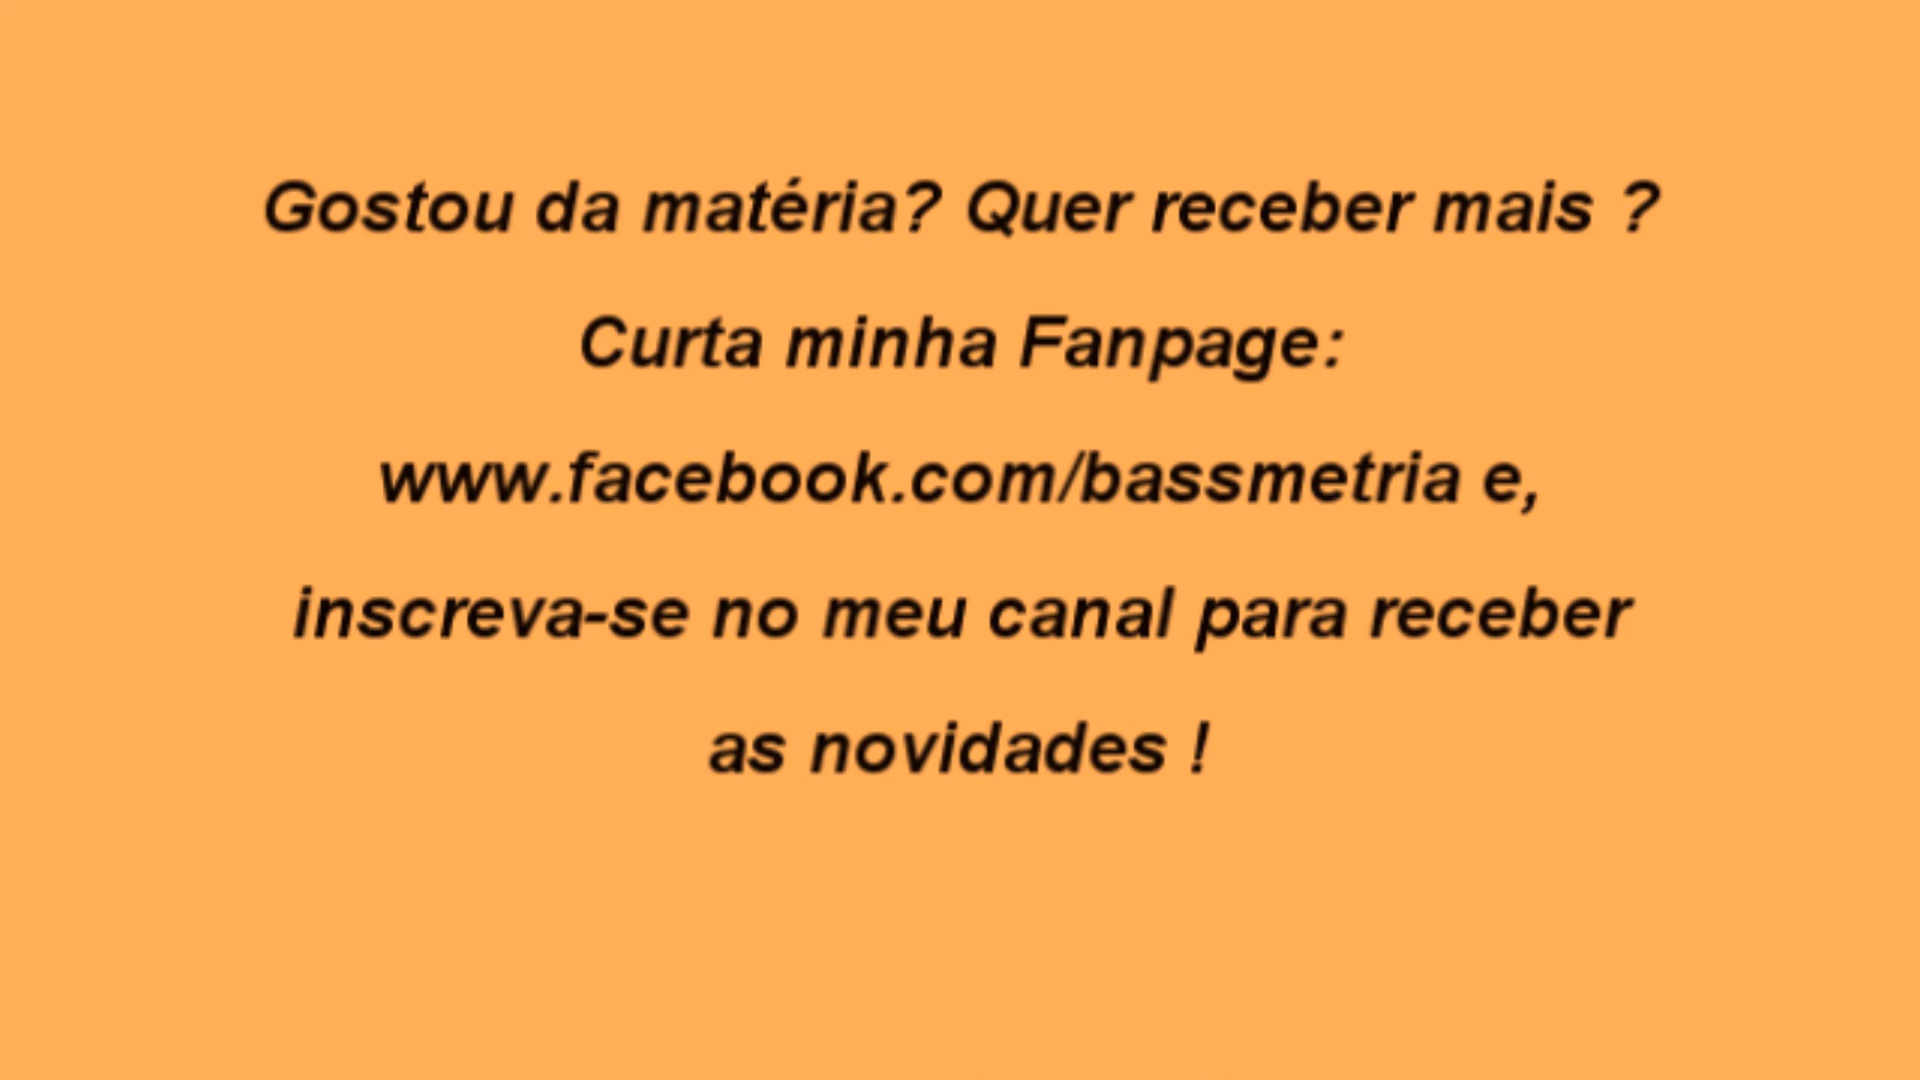 Gostou da matéria? Quer receber mais ?
Curta minha Fanpage:
www.facebook.com/bassmetria e,
inscreva-se no meu canal para receber
as novidades !